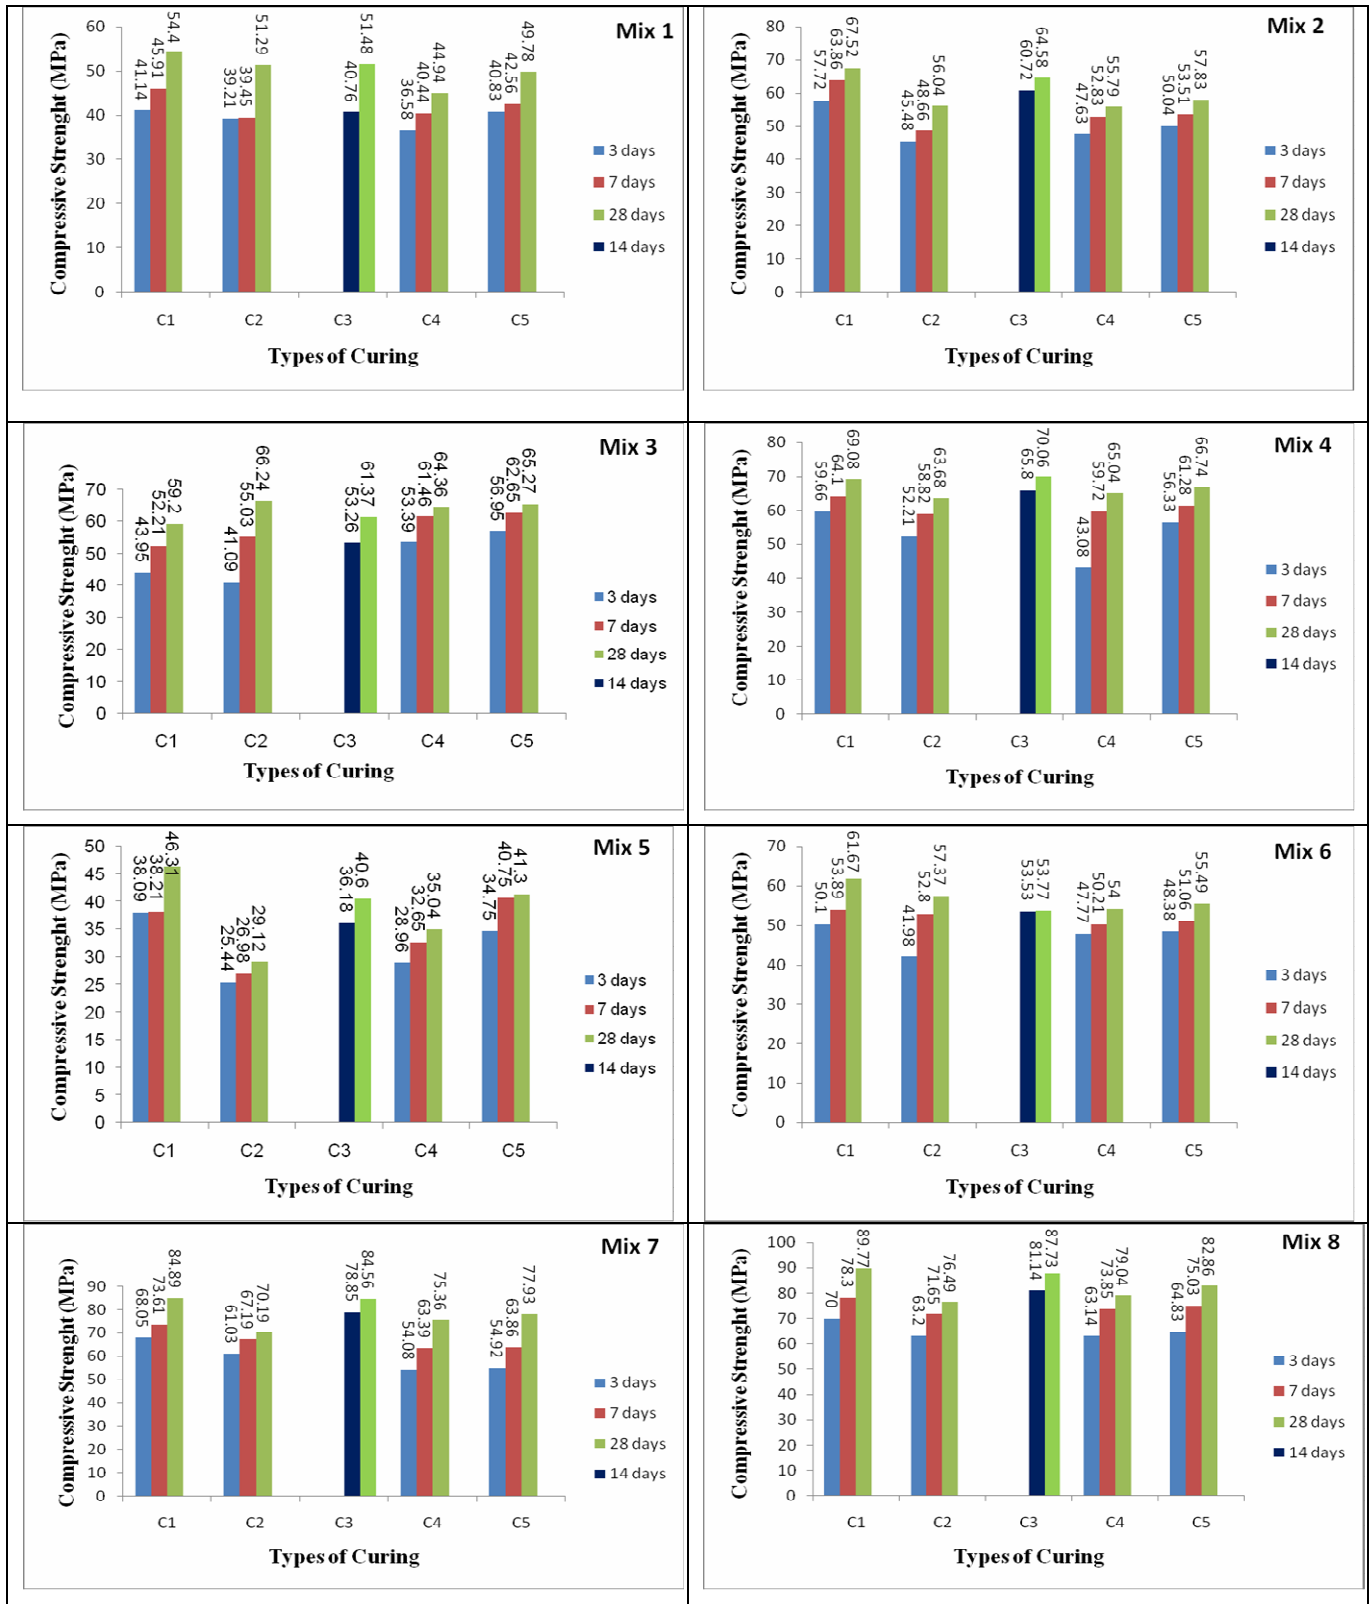 Mix 1
Compressive Strenght (MPa)
60
50
40
30
20
10
0
41.14
45.91
54.4
39.21
39.45
51.29
40.76
51.48
36.58
40.44
44.94
40.83
42.56
49.78
C1 C2 C3 C4 C5
Types of Curing
3 days
7 days
28 days
14 days
Mix 2
Compressive Strenght (MPa)
80
70
60
50
40
30
20
10
0
57.72
63.86
67.52
45.48
48.66
56.04
60.72
64.58
47.63
52.83
55.79
50.04
53.51
57.83
C1 C2 C3 C4 C5
Types of Curing
3 days
7 days
28 days
14 days
Mix 3
Compressive Strenght (MPa)
70
60
50
40
30
20
10
0
43.95
52.21
59.2
41.09
55.03
66.24
53.26
61.37
53.39
61.46
64.36
56.95
62.65
65.27
C1 C2 C3 C4 C5
Types of Curing
3 days
7 days
28 days
14 days
Mix 4
Compressive Strenght (MPa)
80
70
60
50
40
30
20
10
0
59.66
64.1
69.08
52.21
58.82
63.68
65.8
70.06
43.08
59.72
65.04
56.33
61.28
66.74
C1 C2 C3 C4 C5
Types of Curing
3 days
7 days
28 days
14 days
Mix 5
Compressive Strenght (MPa)
50
45
40
35
30
25
20
15
10
5
0
38.09
38.21
46.31
25.44
26.98
29.12
36.18
40.6
28.96
32.65
35.04
34.75
40.75
41.3
C1 C2 C3 C4 C5
Types of Curing
3 days
7 days
28 days
14 days
Mix 6
Compressive Strenght (MPa)
70
60
50
40
30
20
10
0
50.1
53.89
61.67
41.98
52.8
57.37
53.53
53.77
47.77
50.21
54
48.38
51.06
55.49
C1 C2 C3 C4 C5
Types of Curing
3 days
7 days
28 days
14 days
Mix 7
Compressive Strenght (MPa)
90
80
70
60
50
40
30
20
10
0
68.05
73.61
84.89
61.03
67.19
70.19
78.85
84.56
54.08
63.39
75.36
54.92
63.86
77.93
C1 C2 C3 C4 C5
Types of Curing
3 days
7 days
28 days
14 days
Mix 8
Compressive Strenght (MPa)
100
90
80
70
60
50
40
30
20
10
0
70
78.3
89.77
63.2
71.65
76.49
81.14
87.73
63.14
73.85
79.04
64.83
75.03
82.86
C1 C2 C3 C4 C5
Types of Curing
3 days
7 days
28 days
14 days